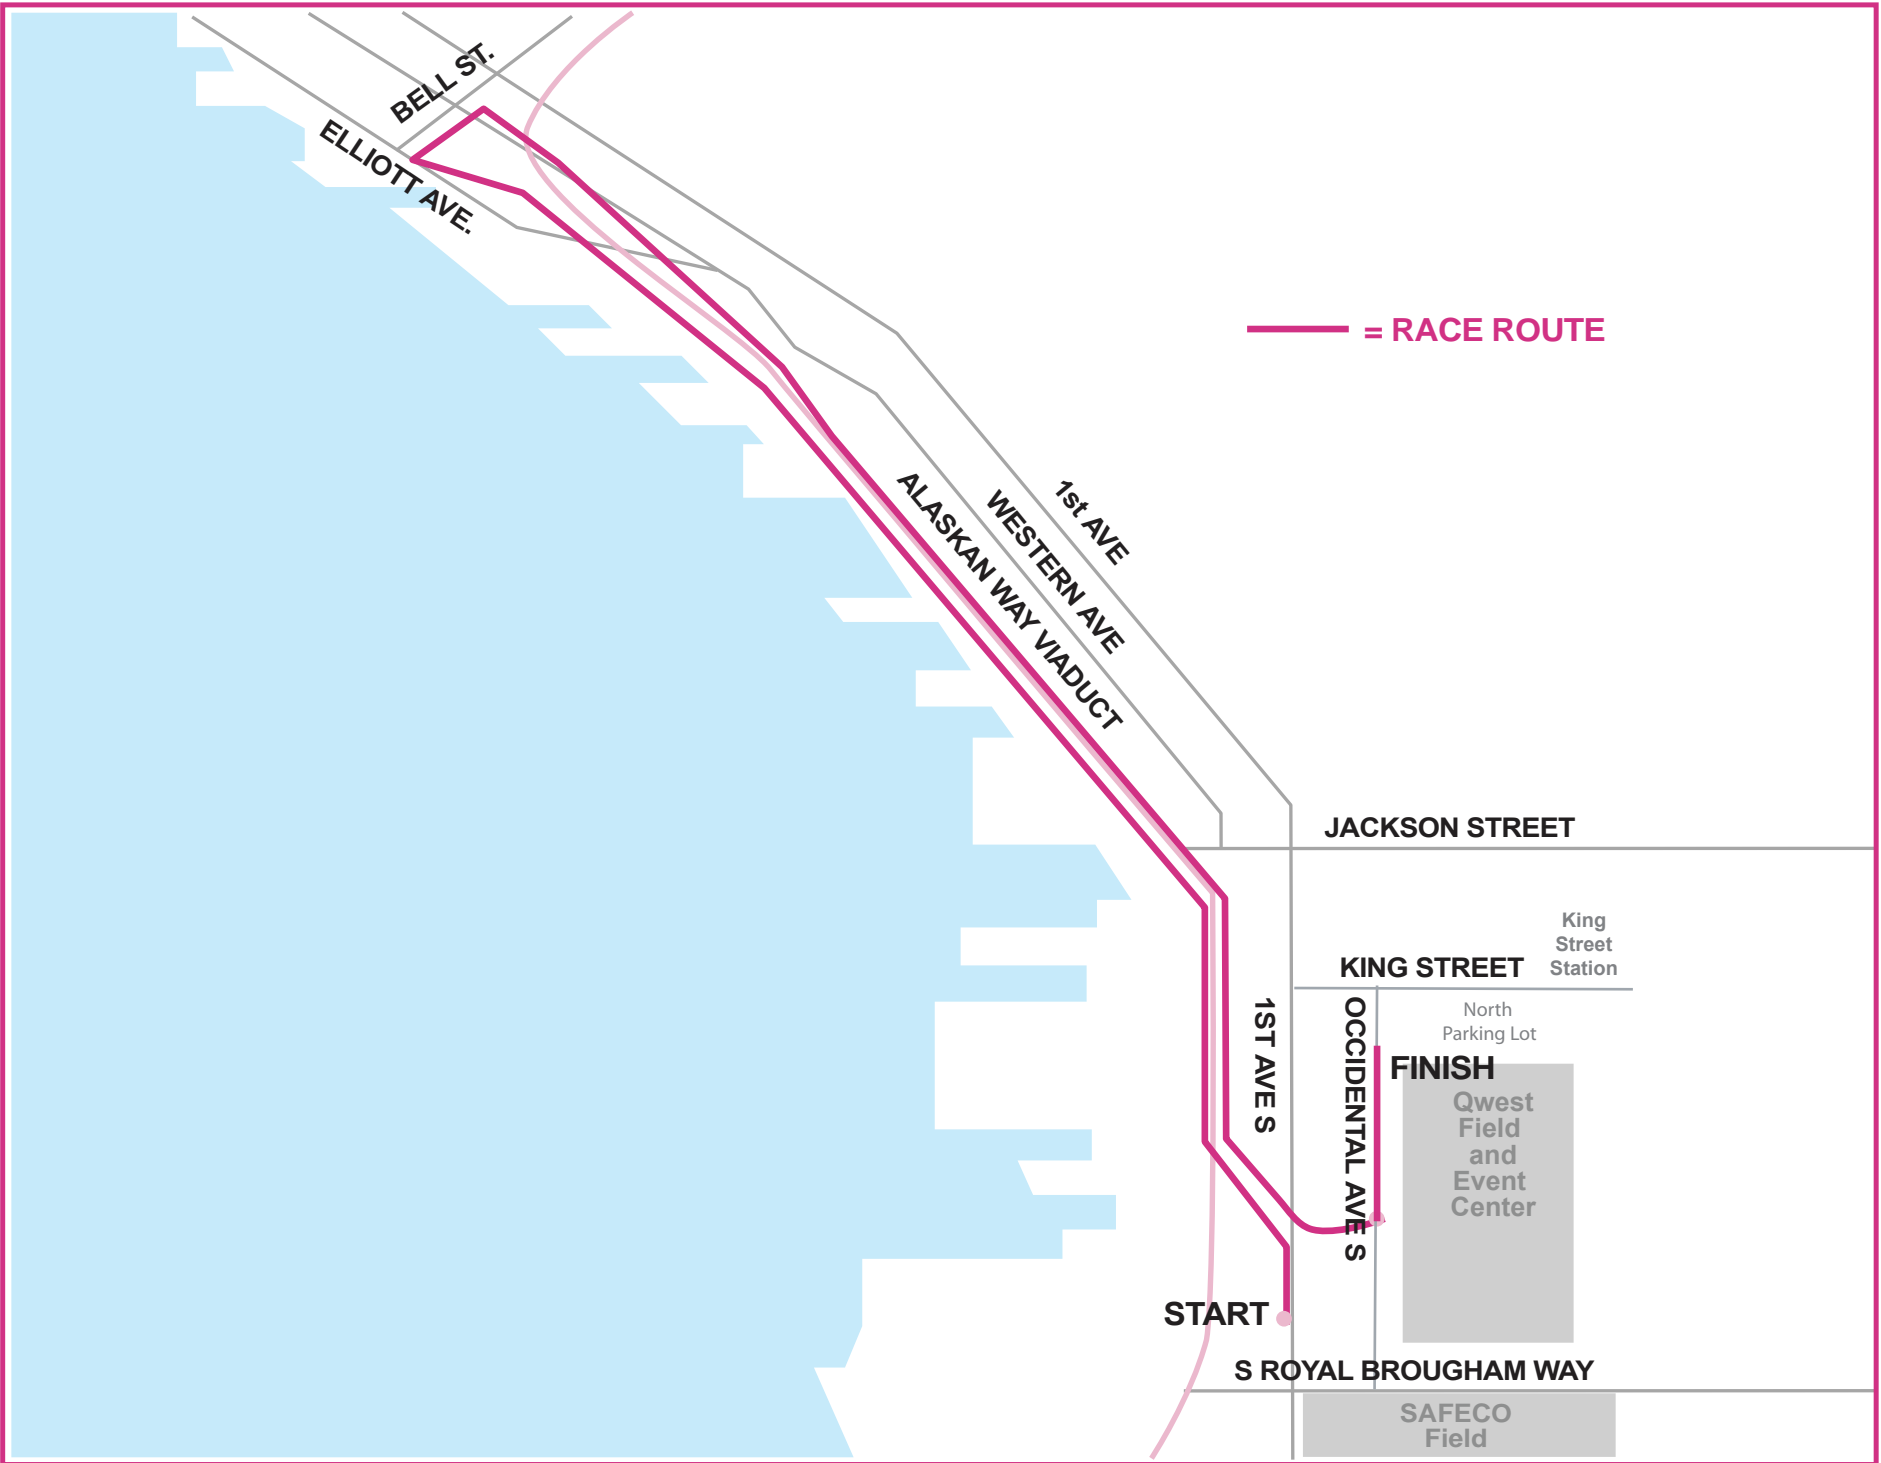 BELL ST.
ELLIOTT AVE.
= RACE ROUTE
1st AVE
WESTERN AVE
ALASKAN WAY VIADUCT
JACKSON STREET
King
Street
Station
KING STREET
North
Parking Lot
1ST AVE S
OCCIDENTAL AVE S
FINISH
Qwest
Field
and
Event
Center
START
S ROYAL BROUGHAM WAY
SAFECO
Field